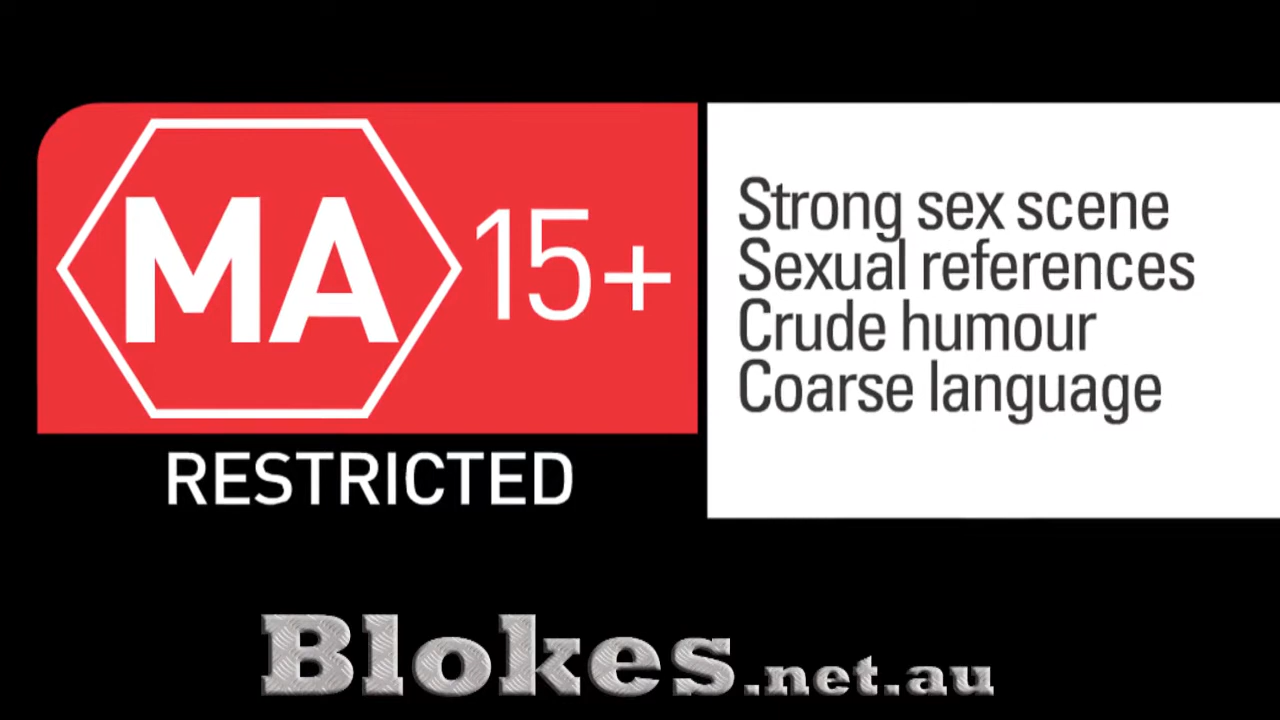 MA 15+
RESTRICTED
Strong sex scene
Sexual references
Crude humour
Coarse language
Blokes.net.au